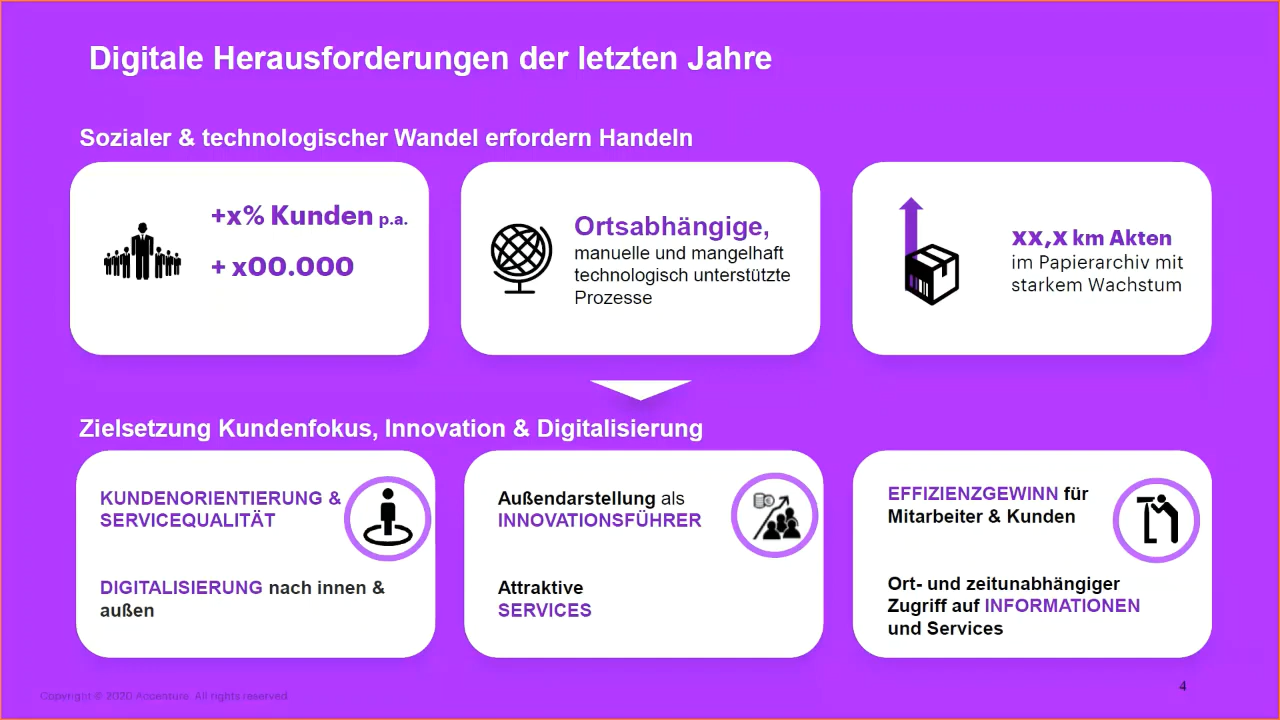 Digitale Herausforderungen der letzten Jahre
Sozialer & technologischer Wandel erfordern Handeln
+x% Kunden p.a.
+ x00.000
Ortsabhängige,
manuelle und mangelhaft
technologisch unterstützte
Prozesse
xx,x km Akten
im Papierarchiv mit
starkem Wachstum
Zielsetzung Kundenfokus, Innovation & Digitalisierung
KUNDENORIENTIERUNG &
SERVICEQUALITÄT
DIGITALISIERUNG nach innen &
außen
Außendarstellung als
INNOVATIONSFÜHRER
Attraktive
SERVICES
EFFIZIENZGEWINN für
Mitarbeiter & Kunden
Ort- und zeitunabhängiger
Zugriff auf INFORMATIONEN
und Services
Copyright © 2020 Accenture. All rights reserved.
4